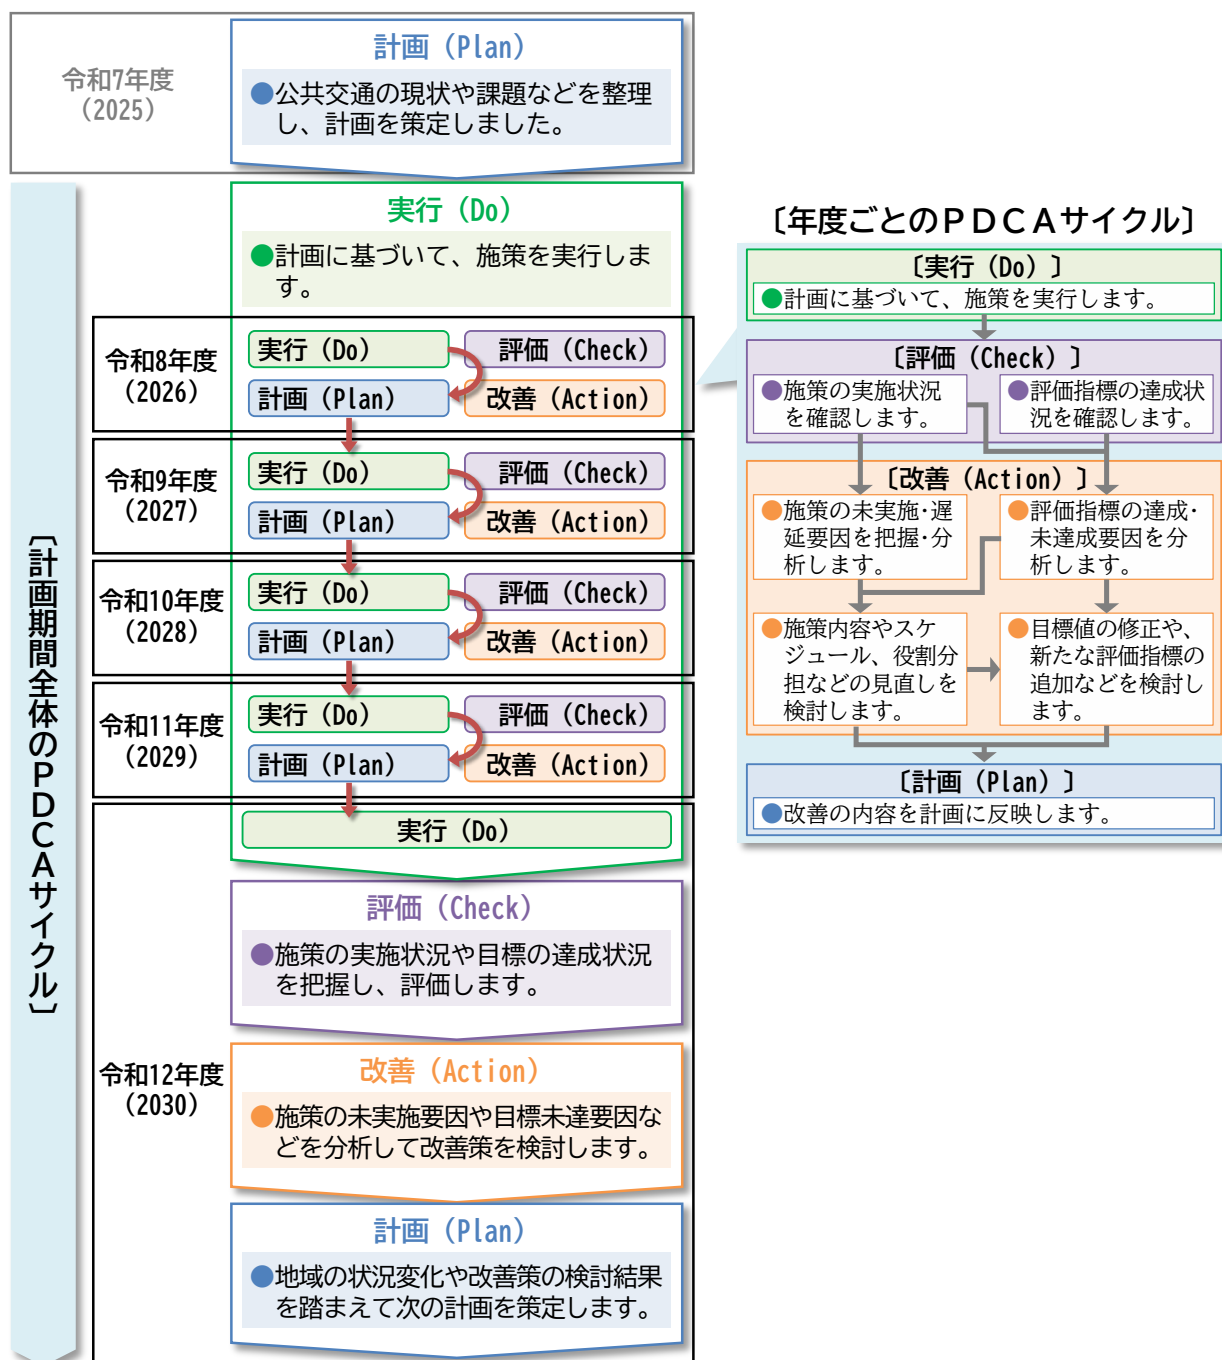 令和7年度
（2025）
計画（Plan）
●公共交通の現状や課題などを整理
し、計画を策定しました。
〔計画期間全体のＰＤＣＡサイクル〕
実行（Do）
●計画に基づいて、施策を実行しま
す。
令和8年度
（2026）
実行（Do）
評価（Check）
計画（Plan）
改善（Action）
令和9年度
（2027）
実行（Do）
評価（Check）
計画（Plan）
改善（Action）
令和10年度
（2028）
実行（Do）
評価（Check）
計画（Plan）
改善（Action）
令和11年度
（2029）
実行（Do）
評価（Check）
計画（Plan）
改善（Action）
実行（Do）
令和12年度
（2030）
評価（Check）
●施策の実施状況や目標の達成状況
を把握し、評価します。
改善（Action）
●施策の未実施要因や目標未達要因な
どを分析して改善策を検討します。
計画（Plan）
●地域の状況変化や改善策の検討結果
を踏まえて次の計画を策定します。
〔年度ごとのＰＤＣＡサイクル〕
〔実行（Do）〕
●計画に基づいて、施策を実行します。
〔評価（Check）〕
●施策の実施状況
を確認します。
●評価指標の達成状
況を確認します。
〔改善（Action）〕
●施策の未実施・遅
延要因を把握・分
析します。
●評価指標の達成・
未達成要因を分
析します。
●施策内容やスケ
ジュール、役割分
担などの見直しを
検討します。
●目標値の修正や、
新たな評価指標の
追加などを検討し
ます。
〔計画（Plan）〕
●改善の内容を計画に反映します。